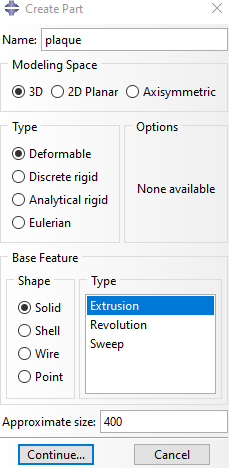 Create Part
Name: plaque
Modeling Space
3D 2D Planar Axisymmetric
Type
Deformable
Discrete rigid
Analytical rigid
Eulerian
Options
None available
Base Feature
Shape
Solid
Shell
Wire
Point
Type
Extrusion
Revolution
Sweep
Approximate size: 400
Continue... Cancel